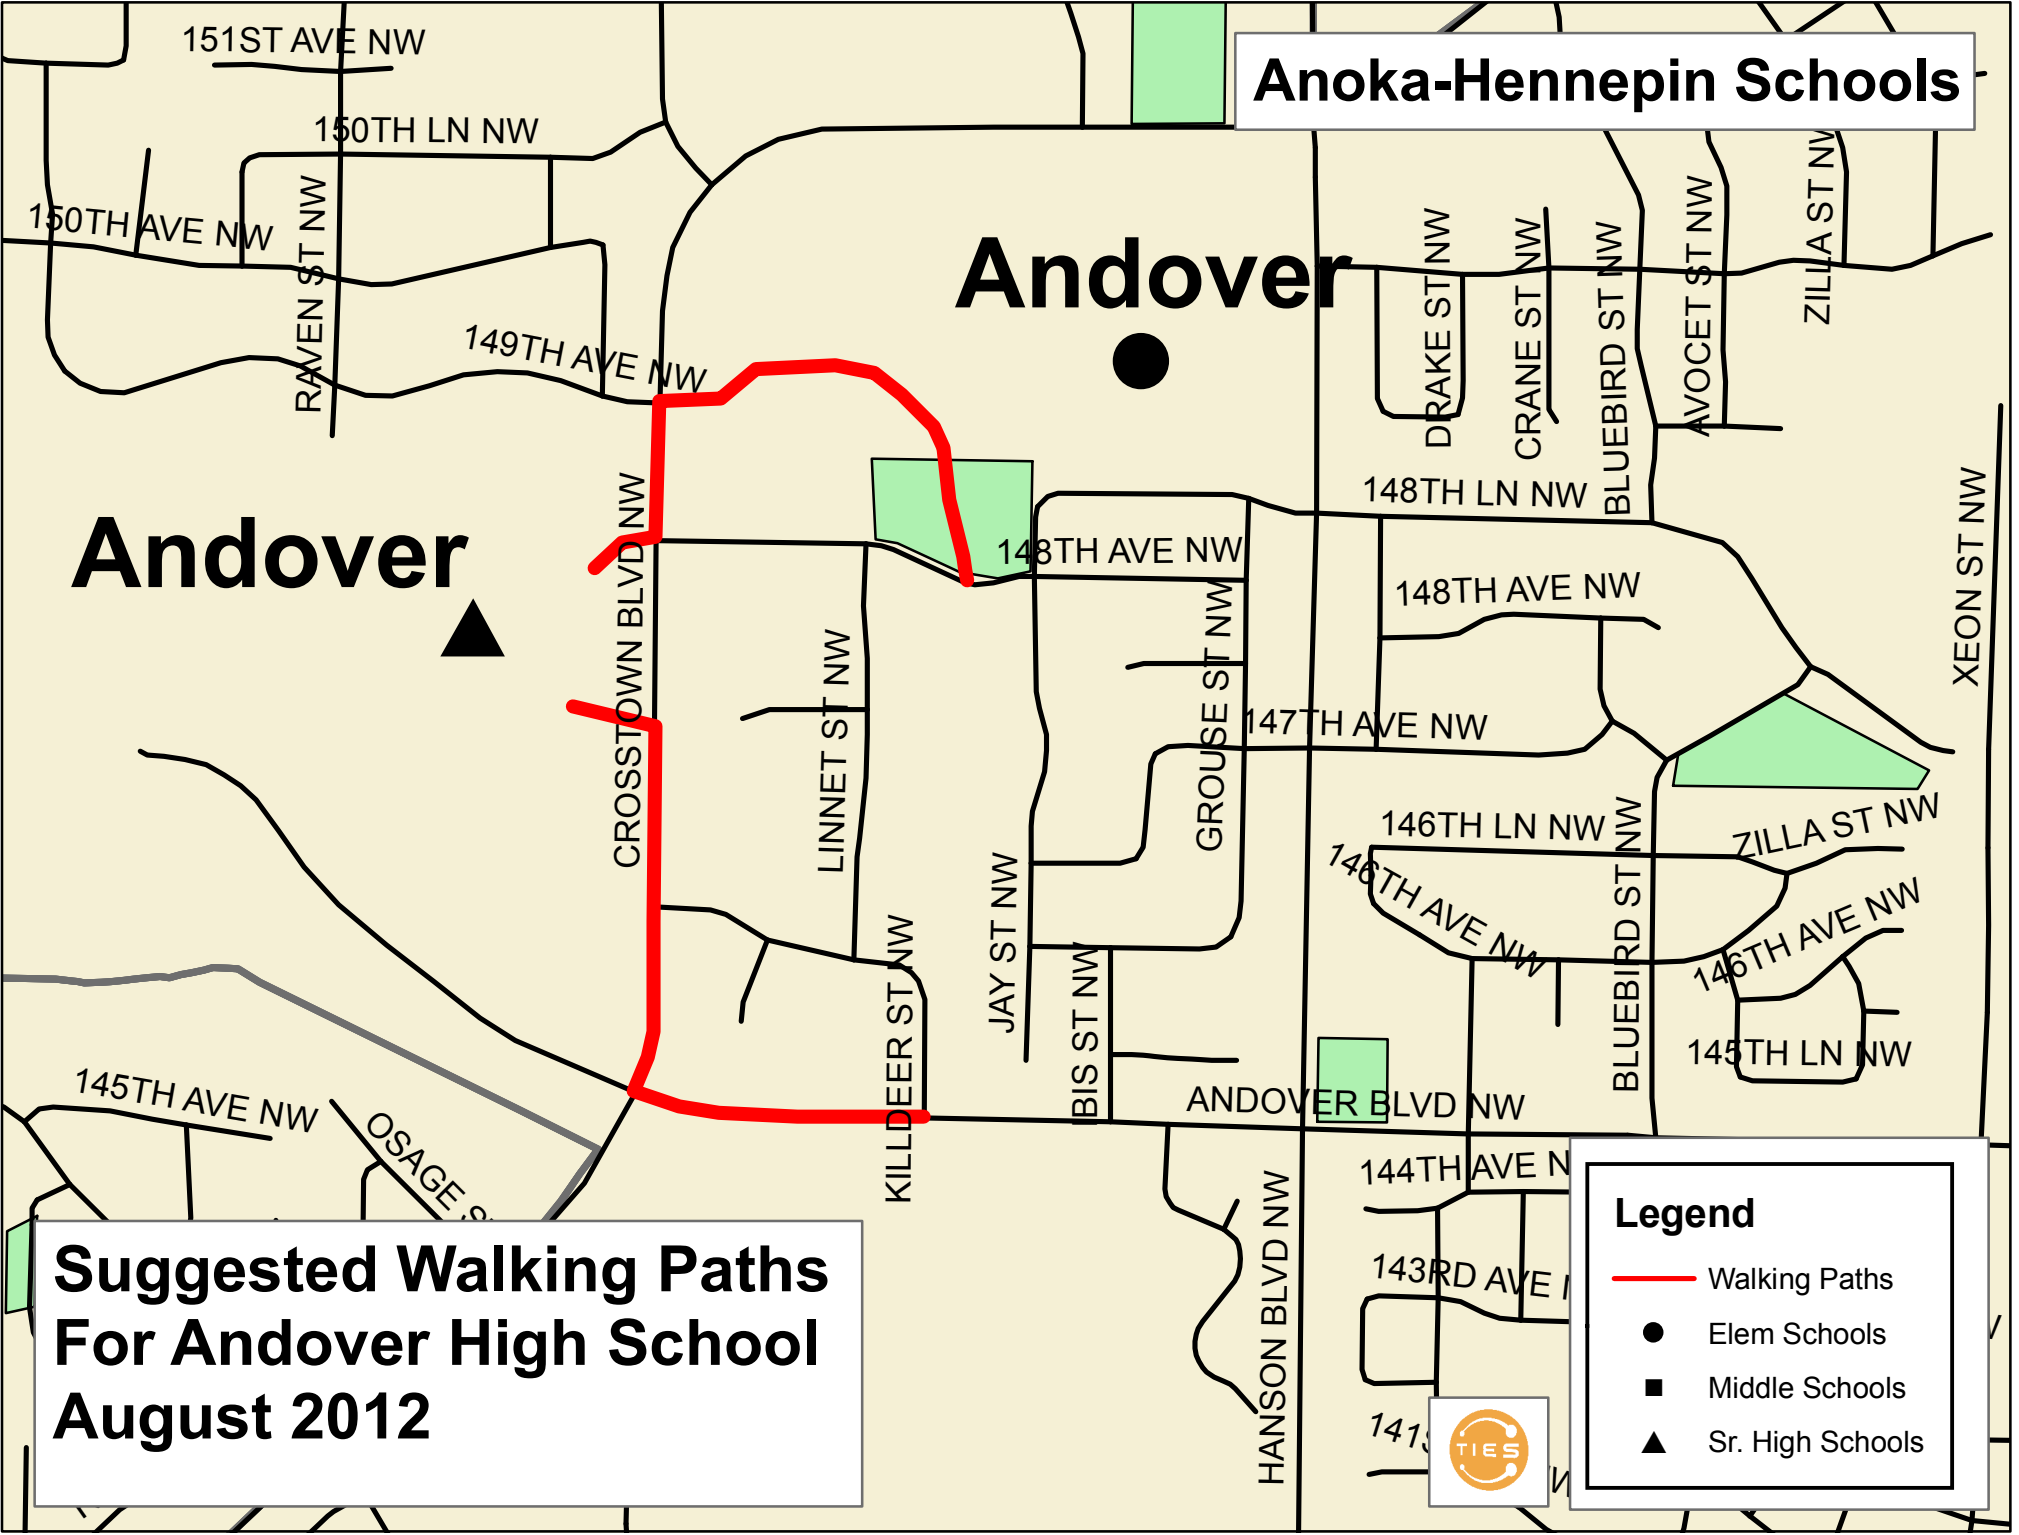 151ST AVE NW
Anoka-Hennepin Schools
150TH LN NW
150TH AVE NW
RAVEN ST NW
149TH AVE NW
Andover
DRAKE ST NW
CRANE ST NW
BLUEBIRD ST NW
AVOCET ST NW
ZILLA ST NW
148TH LN NW
XEON ST NW
Andover
CROSSTOWN BLVD NW
148TH AVE NW
148TH AVE NW
LINNET ST NW
GROUSE ST NW
147TH AVE NW
146TH LN NW
ZILLA ST NW
146TH AVE NW
BLUEBIRD ST NW
146TH AVE NW
JAY ST NW
KILLDEER ST NW
IBIS ST NW
145TH LN NW
145TH AVE NW
OSAGE
ANDOVER BLVD NW
144TH AVE
HANSON BLVD NW
143RD AVE
Suggested Walking Paths
For Andover High School
August 2012
TIES
Legend
Walking Paths
Elem Schools
Middle Schools
Sr. High Schools